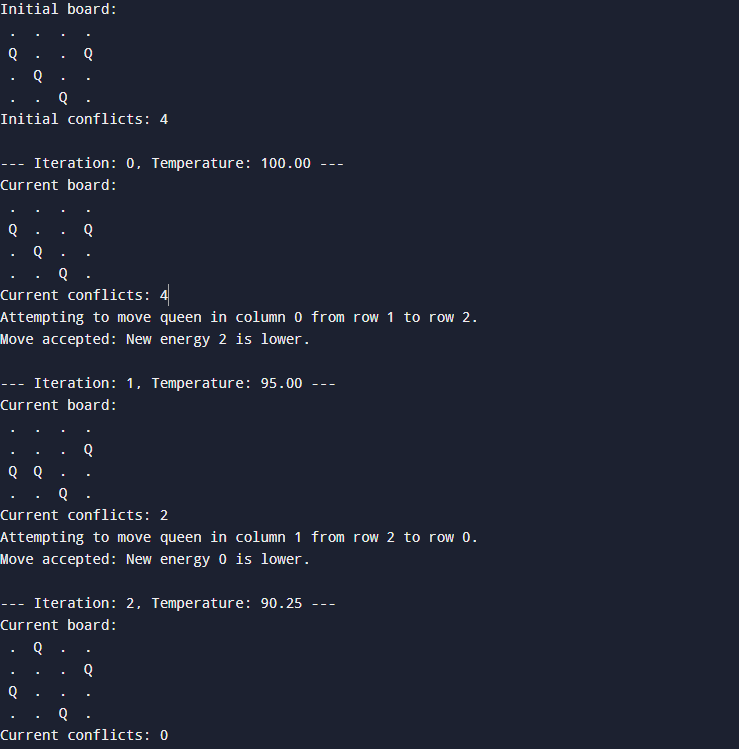 Initial board:
. . . .
Q . . Q
. Q . .
. . Q .
Initial conflicts: 4
--- Iteration: 0, Temperature: 100.00 ---
Current board:
. . . .
Q . . Q
. Q . .
. . Q .
Current conflicts: 4
Attempting to move queen in column 0 from row 1 to row 2.
Move accepted: New energy 2 is lower.
--- Iteration: 1, Temperature: 95.00 ---
Current board:
. . . .
. . . Q
Q Q . .
. . Q .
Current conflicts: 2
Attempting to move queen in column 1 from row 2 to row 0.
Move accepted: New energy 0 is lower.
--- Iteration: 2, Temperature: 90.25 ---
Current board:
. Q . .
. . . Q
Q . . .
. . Q .
Current conflicts: 0